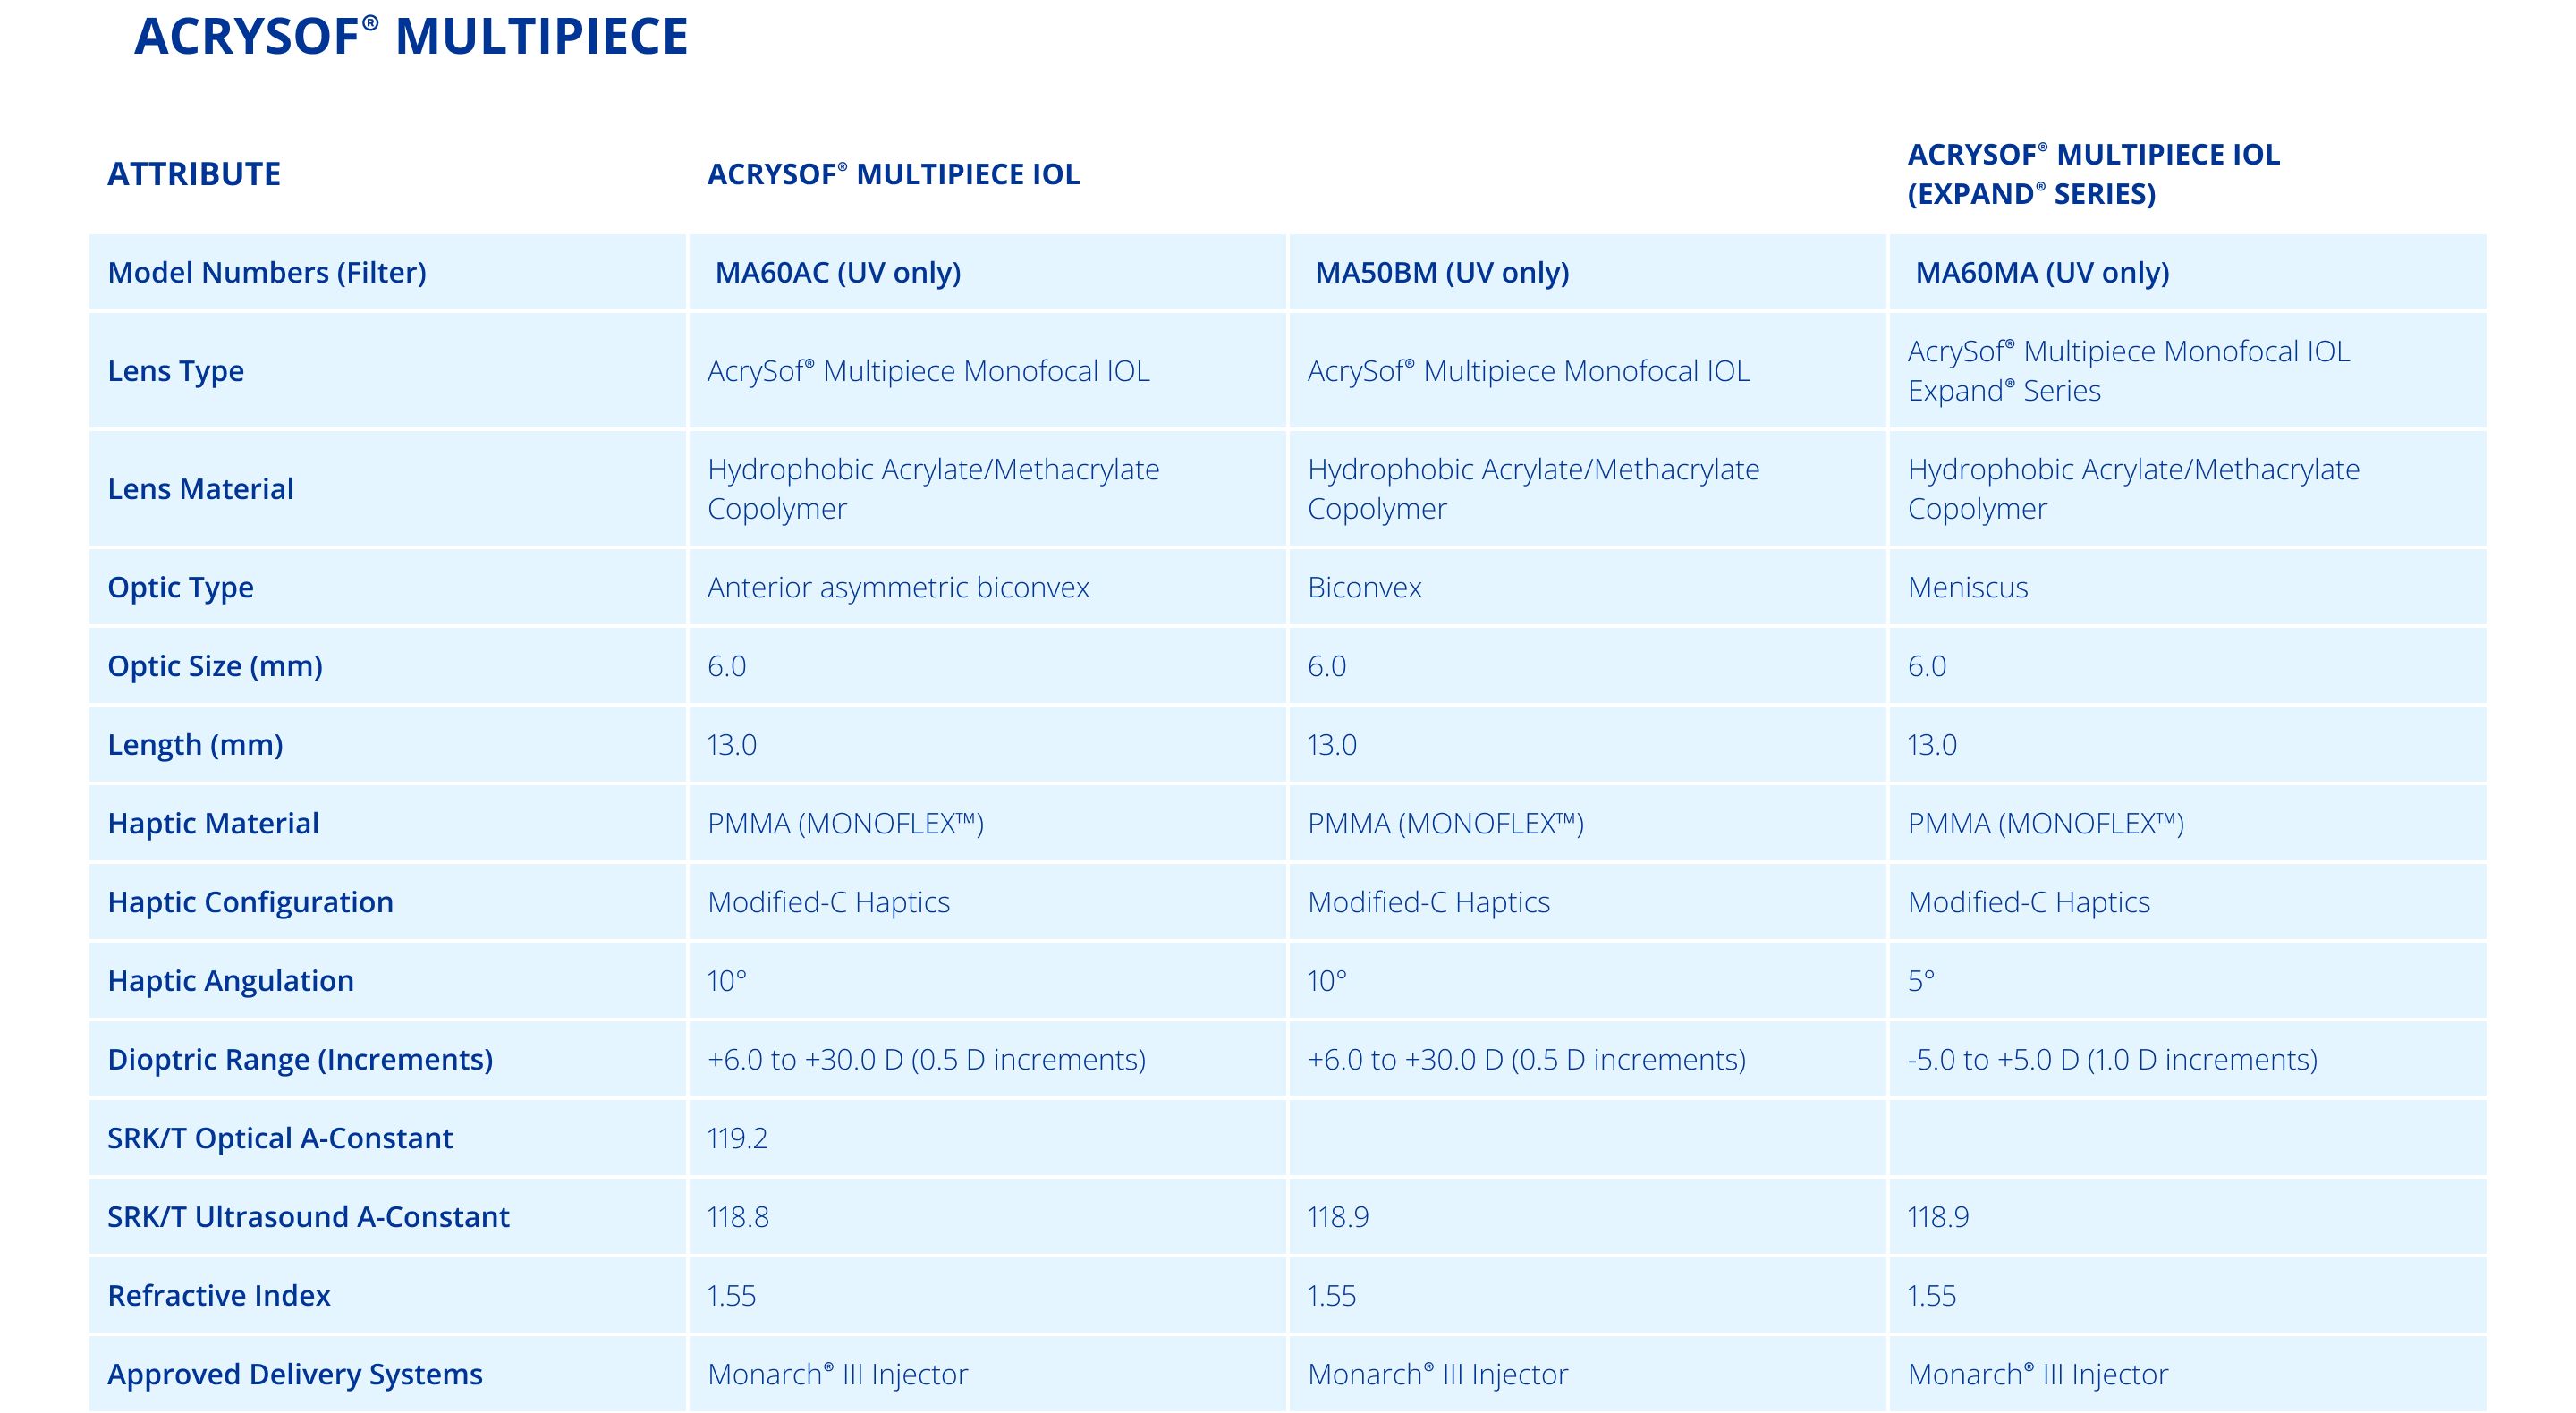 ACRYSOF® MULTIPIECE
ATTRIBUTE
ACRYSOF® MULTIPIECE IOL
ACRYSOF® MULTIPIECE IOL
(EXPAND® SERIES)
Model Numbers (Filter) MA60AC (UV only) MA50BM (UV only) MA60MA (UV only)
Lens Type AcrySof® Multipiece Monofocal IOL AcrySof® Multipiece Monofocal IOL AcrySof® Multipiece Monofocal IOL
Expand® Series
Lens Material Hydrophobic Acrylate/Methacrylate Hydrophobic Acrylate/Methacrylate Hydrophobic Acrylate/Methacrylate
Copolymer Copolymer Copolymer
Optic Type Anterior asymmetric biconvex Biconvex Meniscus
Optic Size (mm) 6.0 6.0 6.0
Length (mm) 13.0 13.0 13.0
Haptic Material PMMA (MONOFLEX™) PMMA (MONOFLEX™) PMMA (MONOFLEX™)
Haptic Configuration Modified-C Haptics Modified-C Haptics Modified-C Haptics
Haptic Angulation 10° 10° 5°
Dioptric Range (Increments) +6.0 to +30.0 D (0.5 D increments) +6.0 to +30.0 D (0.5 D increments) -5.0 to +5.0 D (1.0 D increments)
SRK/T Optical A-Constant 119.2
SRK/T Ultrasound A-Constant 118.8 118.9 118.9
Refractive Index 1.55 1.55 1.55
Approved Delivery Systems Monarch® III Injector Monarch® III Injector Monarch® III Injector